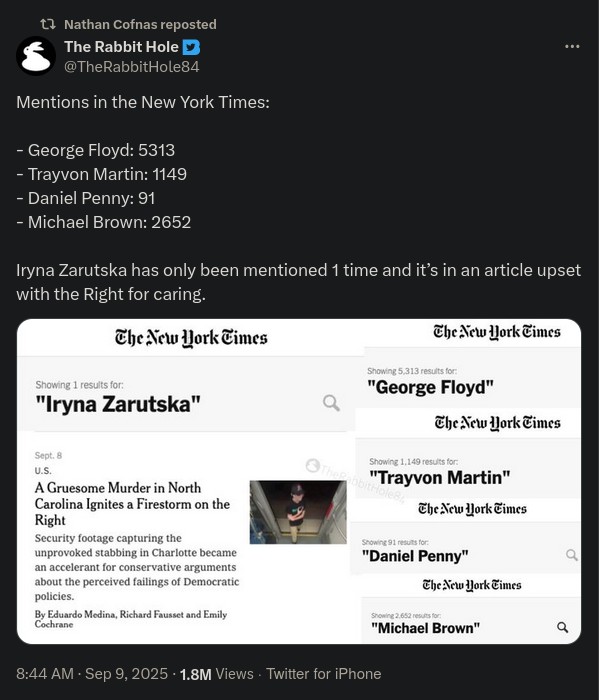 Nathan Cofnas reposted
The Rabbit Hole
@TheRabbitHole84
Mentions in the New York Times:
- George Floyd: 5313
- Trayvon Martin: 1149
- Daniel Penny: 91
- Michael Brown: 2652
Iryna Zarutska has only been mentioned 1 time and it’s in an article upset
with the Right for caring.
The New York Times
Showing 1 results for:
"Iryna Zarutska"
Sept. 8
U.S.
A Gruesome Murder in North
Carolina Ignites a Firestorm on the
Right
Security footage capturing the
unprovoked stabbing in Charlotte became
an accelerant for conservative arguments
about the perceived failings of Democratic
policies.
By Eduardo Medina, Richard Fausset and Emily
Cochrane
@TheRabbitHole84
The New York Times
Showing 5,313 results for:
"George Floyd"
The New York Times
Showing 1,149 results for:
"Trayvon Martin"
The New York Times
Showing 91 results for:
"Daniel Penny"
The New York Times
Showing 2,652 results for:
"Michael Brown"
8:44 AM · Sep 9, 2025 · 1.8M Views · Twitter for iPhone